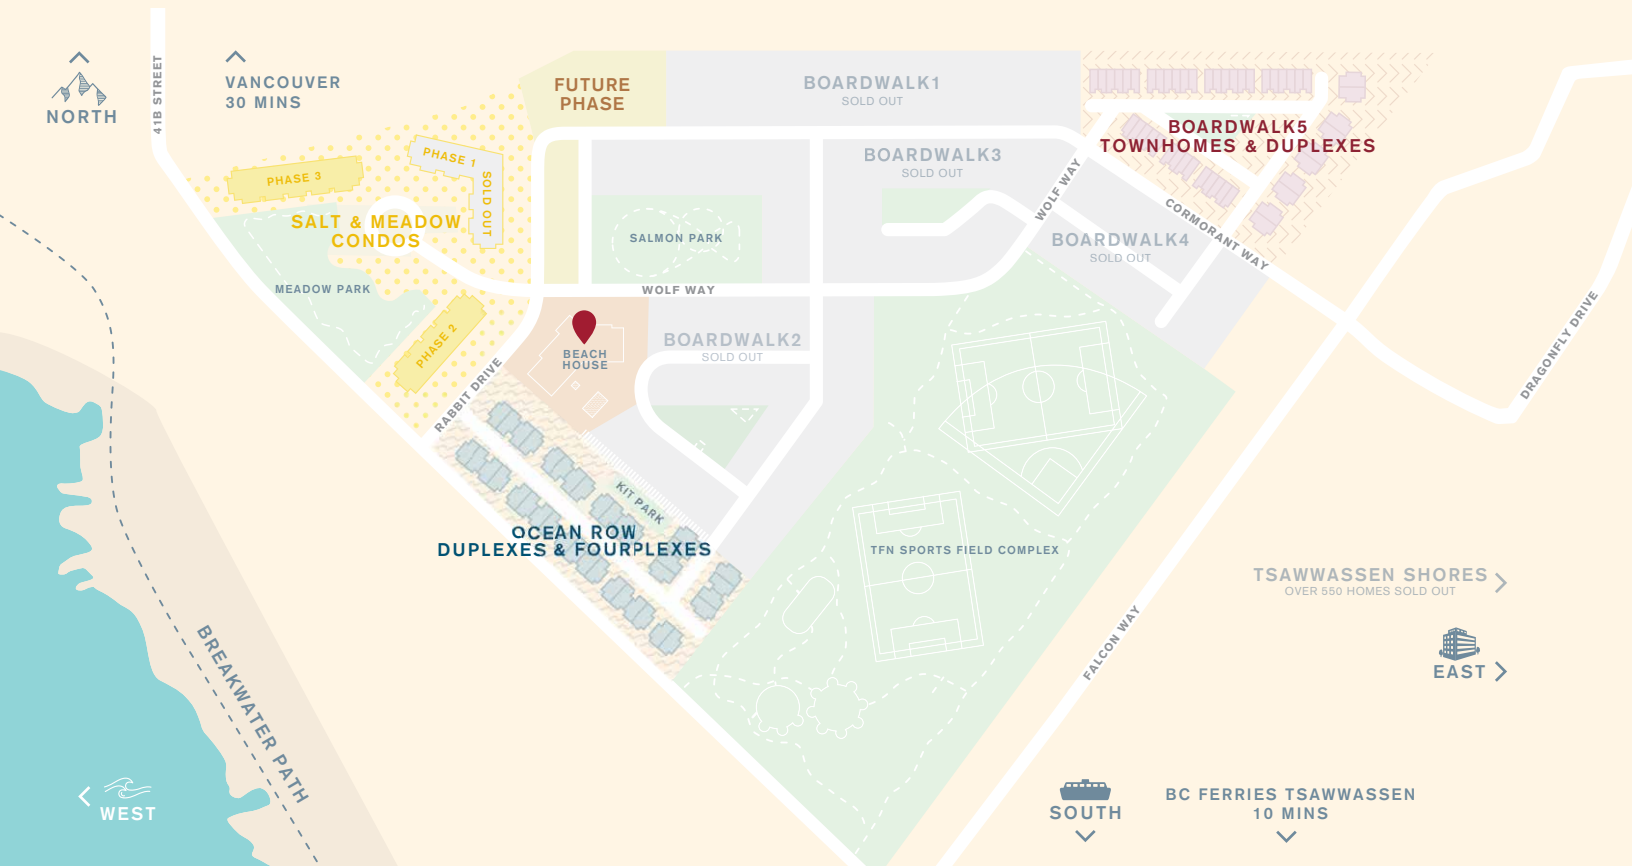 NORTH
41B STREET
VANCOUVER
30 MINS
FUTURE
PHASE
BOARDWALK1
SOLD OUT
BOARDWALK5
TOWNHOMES & DUPLEXES
BOARDWALK3
SOLD OUT
WOLF WAY
CORMORANT WAY
PHASE 1
SOLD OUT
PHASE 3
SALT & MEADOW
CONDOS
MEADOW PARK
SALMON PARK
BOARDWALK4
SOLD OUT
WOLF WAY
PHASE 2
BEACH
HOUSE
BOARDWALK2
SOLD OUT
DRAGONFLY DRIVE
RABBIT DRIVE
KIT PARK
OCEAN ROW
DUPLEXES & FOURPLEXES
TFN SPORTS FIELD COMPLEX
TSAWWASSEN SHORES
OVER 550 HOMES SOLD OUT
FALCON WAY
EAST
BREAKWATER PATH
WEST
SOUTH
BC FERRIES TSAWWASSEN
10 MINS